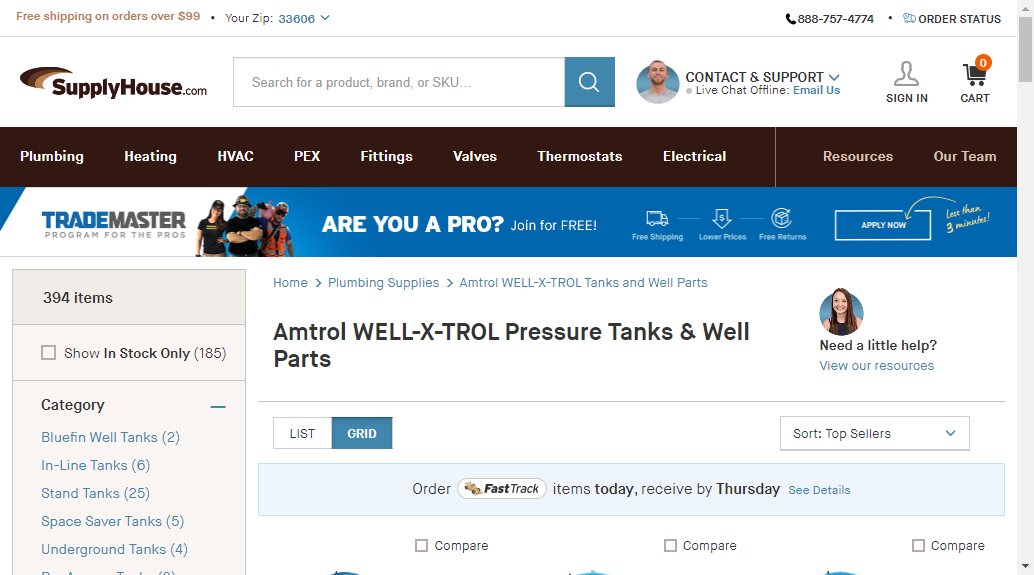 Free shipping on orders over $99 • Your Zip: 33606
888-757-4774 • ORDER STATUS
SupplyHouse.com
Search for a product, brand, or SKU...
CONTACT & SUPPORT
Live Chat Offline: Email Us
SIGN IN
0
CART
Plumbing Heating HVAC PEX Fittings Valves Thermostats Electrical Resources Our Team
TRADEMASTER
PROGRAM FOR THE PROS
ARE YOU A PRO? Join for FREE!
Free Shipping Lower Prices Free Returns
APPLY NOW
less than
3 minutes!
394 items
Show In Stock Only (185)
Category
Bluefin Well Tanks (2)
In-Line Tanks (6)
Stand Tanks (25)
Space Saver Tanks (5)
Underground Tanks (4)
Home > Plumbing Supplies > Amtrol WELL-X-TROL Tanks and Well Parts
Amtrol WELL-X-TROL Pressure Tanks & Well
Parts
Need a little help?
View our resources
LIST GRID
Sort: Top Sellers
Order FastTrack items today, receive by Thursday See Details
Compare Compare Compare